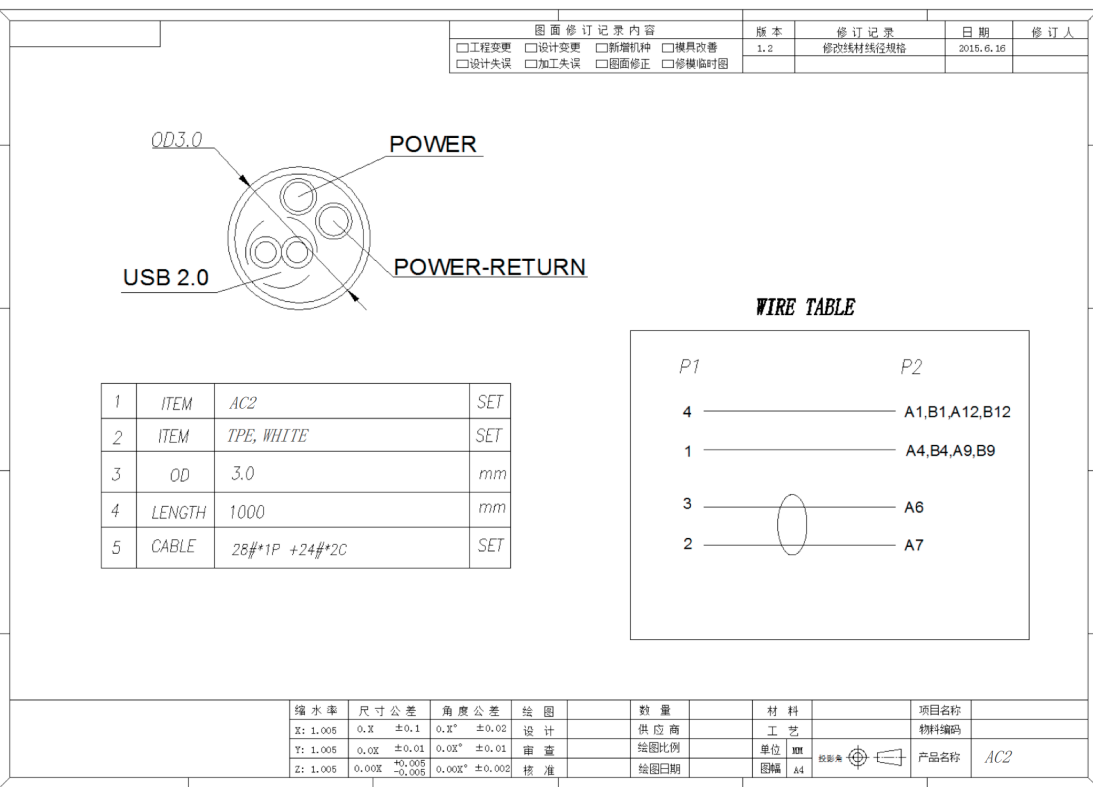 图面修订记录内容 版本 修订记录 日期 修订人
□工程变更 □设计变更 □新增机种 □模具改善 1.2 修改线材线径规格 2015.6.16
□设计失误 □加工失误 □图面修正 □修模临时图
OD3.0
POWER
POWER-RETURN
USB 2.0
WIRE TABLE
P1 P2
4 A1,B1,A12,B12
1 A4,B4,A9,B9
3 A6
2 A7
1 ITEM AC2 SET
2 ITEM TPE, WHITE SET
3 OD 3.0 mm
4 LENGTH 1000 mm
5 CABLE 28#*1P +24#*2C SET
缩水率 尺寸公差 角度公差 绘图 数量 材料 项目名称
X: 1.005 0.X ±0.1 0.X° ±0.02 设计 供应商 工艺 物料编码
Y: 1.005 0.0X ±0.01 0.0X° ±0.01 审查 绘图比例 单位 MM 投影角 产品名称 AC2
Z: 1.005 0.00X +0.005 -0.005 0.00X° ±0.002 核准 绘图日期 图幅 A4